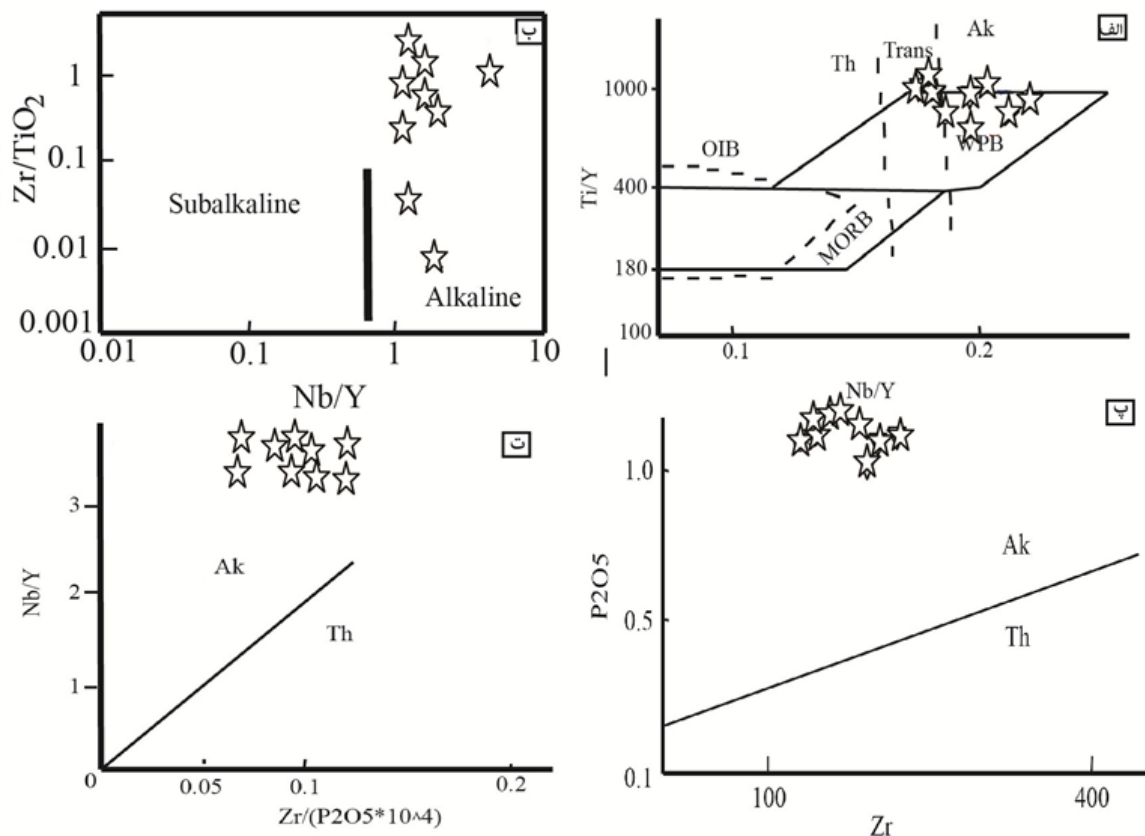 ب
Zr/TiO2
1
0.1
0.01
0.001
Subalkaline
Alkaline
0.01
0.1
1
10
Nb/Y
الف
Ti/Y
1000
400
180
100
Th
Trans
Ak
OIB
WPB
MORB
0.1
0.2
Nb/Y
ت
Nb/Y
3
2
1
0
Ak
Th
0.05
0.1
0.2
Zr/(P2O5*10^4)
پ
P2O5
1.0
0.5
0.1
Ak
Th
100
400
Zr